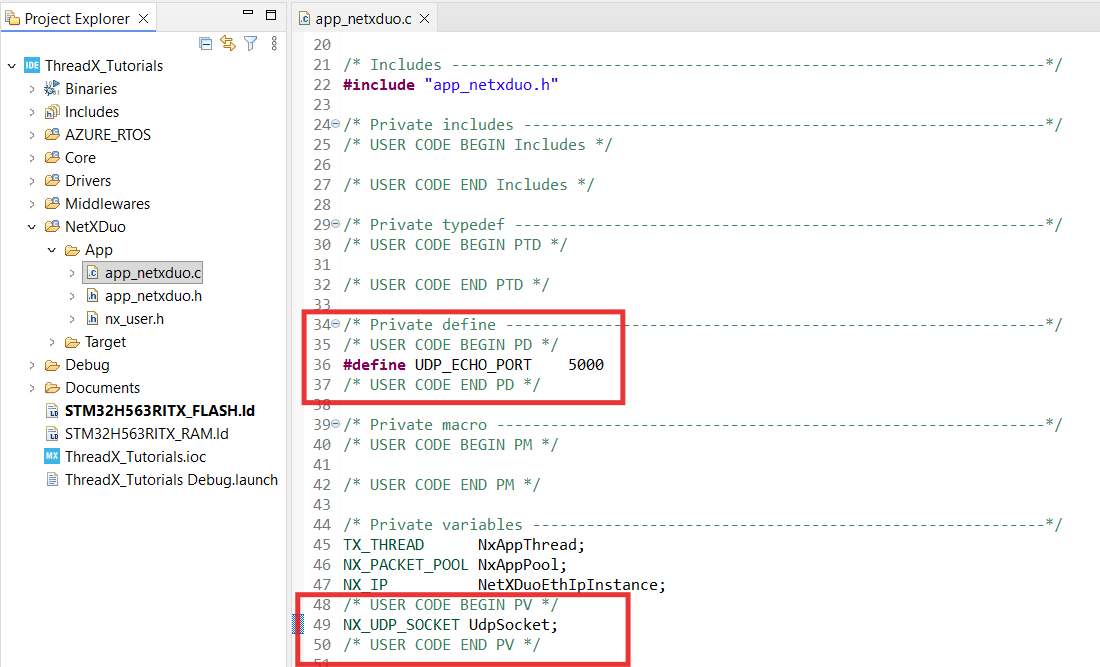 Project Explorer
ThreadX_Tutorials
Binaries
Includes
AZURE_RTOS
Core
Drivers
Middlewares
NetXDuo
App
app_netxduo.c
app_netxduo.h
nx_user.h
Target
Debug
Documents
STM32H563RITX_FLASH.ld
STM32H563RITX_RAM.ld
ThreadX_Tutorials.ioc
ThreadX_Tutorials Debug.launch
app_netxduo.c
20
21 /* Includes ------------------------------------------------------------------*/
22 #include "app_netxduo.h"
23
24 /* Private includes ----------------------------------------------------------*/
25 /* USER CODE BEGIN Includes */
26
27 /* USER CODE END Includes */
28
29 /* Private typedef -----------------------------------------------------------*/
30 /* USER CODE BEGIN PTD */
31
32 /* USER CODE END PTD */
33
34 /* Private define ------------------------------------------------------------*/
35 /* USER CODE BEGIN PD */
36 #define UDP_ECHO_PORT    5000
37 /* USER CODE END PD */
38
39 /* Private macro -------------------------------------------------------------*/
40 /* USER CODE BEGIN PM */
41
42 /* USER CODE END PM */
43
44 /* Private variables ---------------------------------------------------------*/
45 TX_THREAD      NxAppThread;
46 NX_PACKET_POOL NxAppPool;
47 NX_IP          NetXDuoEthIpInstance;
48 /* USER CODE BEGIN PV */
49 NX_UDP_SOCKET UdpSocket;
50 /* USER CODE END PV */
51